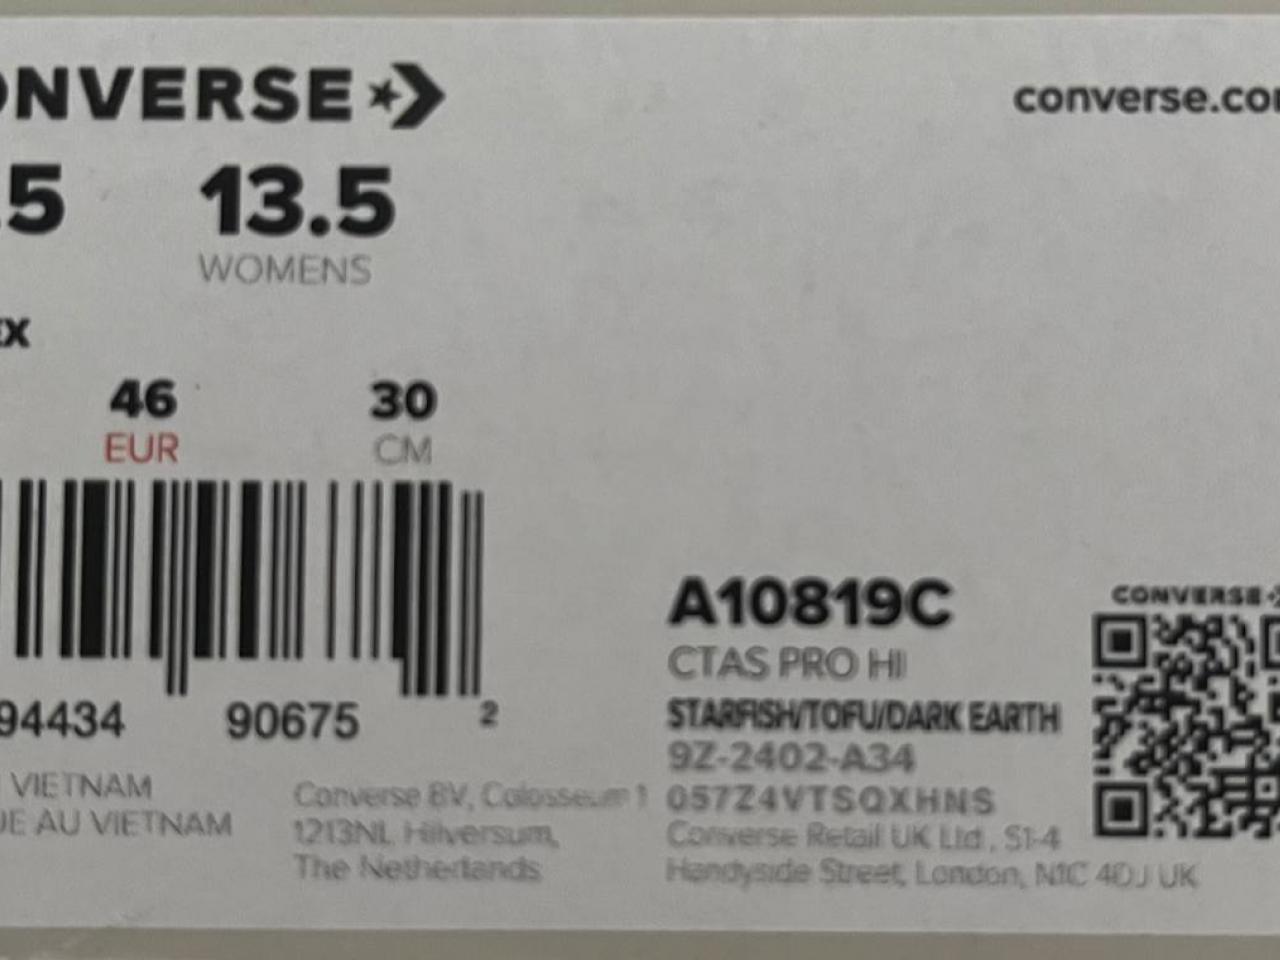 ONVERSE
converse.co
.5 13.5
WOMENS
EX
46 30
EUR CM
A10819C
CONVERSE
CTAS PRO HI
STARFISH/TOFU/DARK EARTH
94434 90675 2
9Z-2402-A34
VIETNAM
UE AU VIETNAM
Converse BV, Colosseum 1
1213NL Hilversum,
The Netherlands
057Z4VTSQXHNS
Converse Retail UK Ltd, S1-4
Handyside Street, London, N1C 4DJ UK